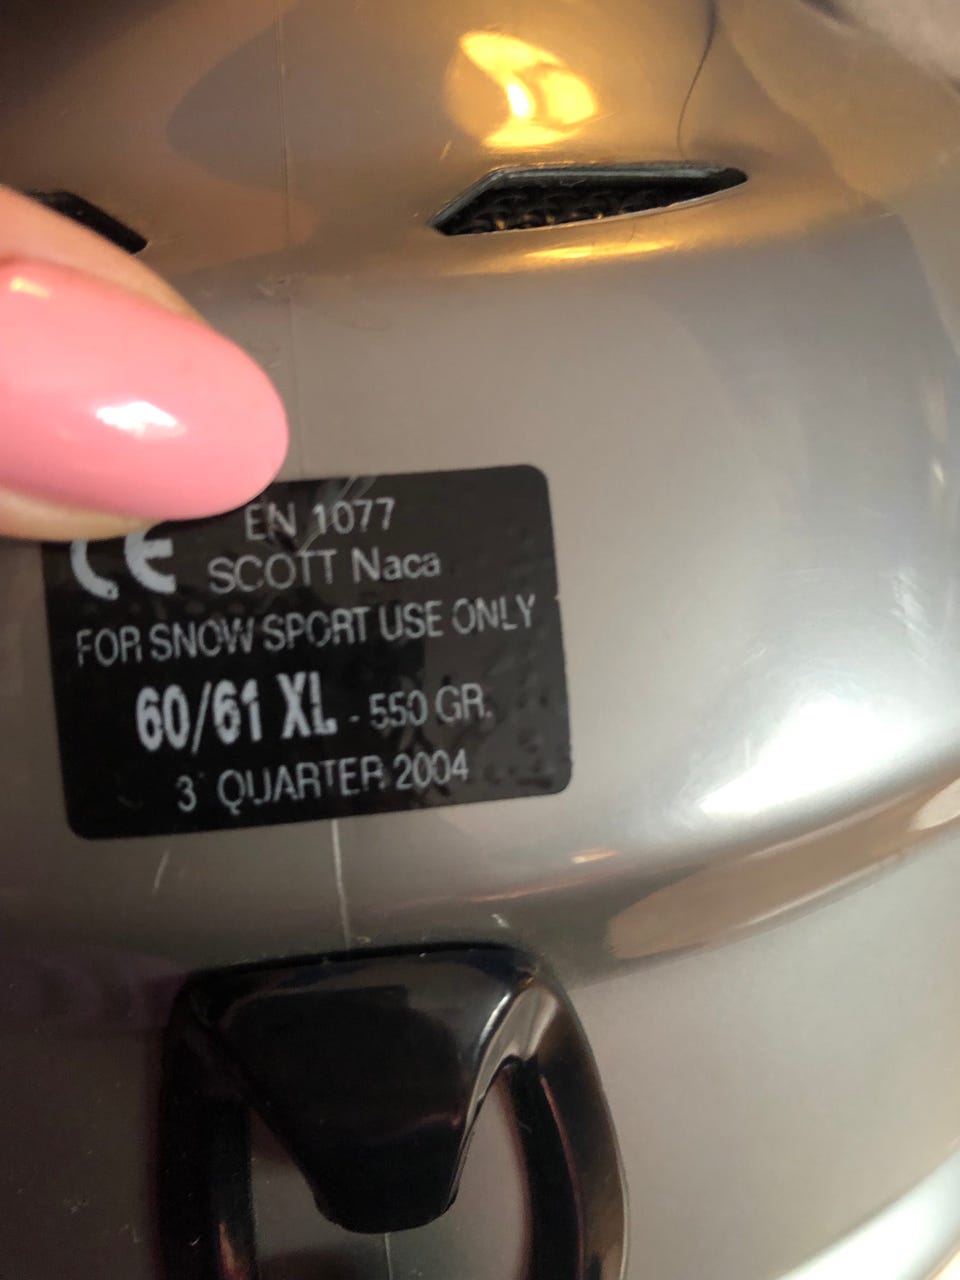 EN 1077
CE SCOTT Naca
FOR SNOW SPORT USE ONLY
60/61 XL - 550 GR.
3 QUARTER 2004